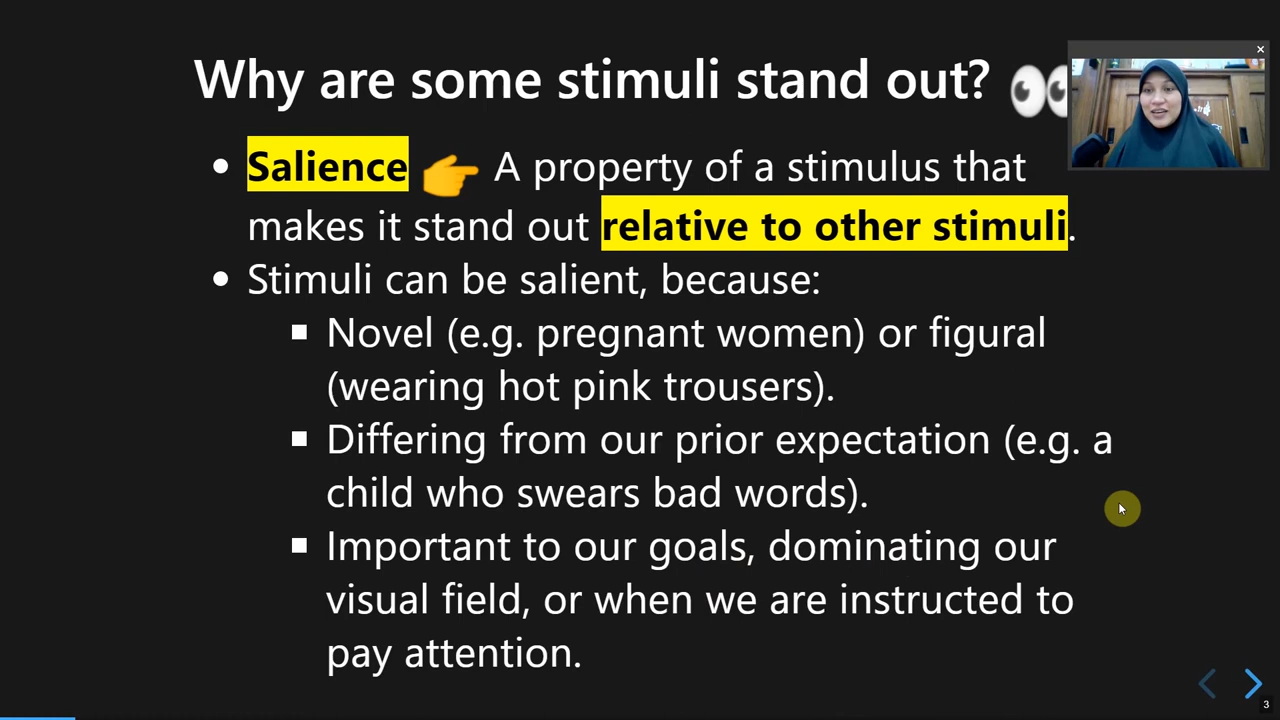 Why are some stimuli stand out? 👀
• Salience 👉 A property of a stimulus that
makes it stand out relative to other stimuli.
• Stimuli can be salient, because:
▪ Novel (e.g. pregnant women) or figural
(wearing hot pink trousers).
▪ Differing from our prior expectation (e.g. a
child who swears bad words).
▪ Important to our goals, dominating our
visual field, or when we are instructed to
pay attention.
3